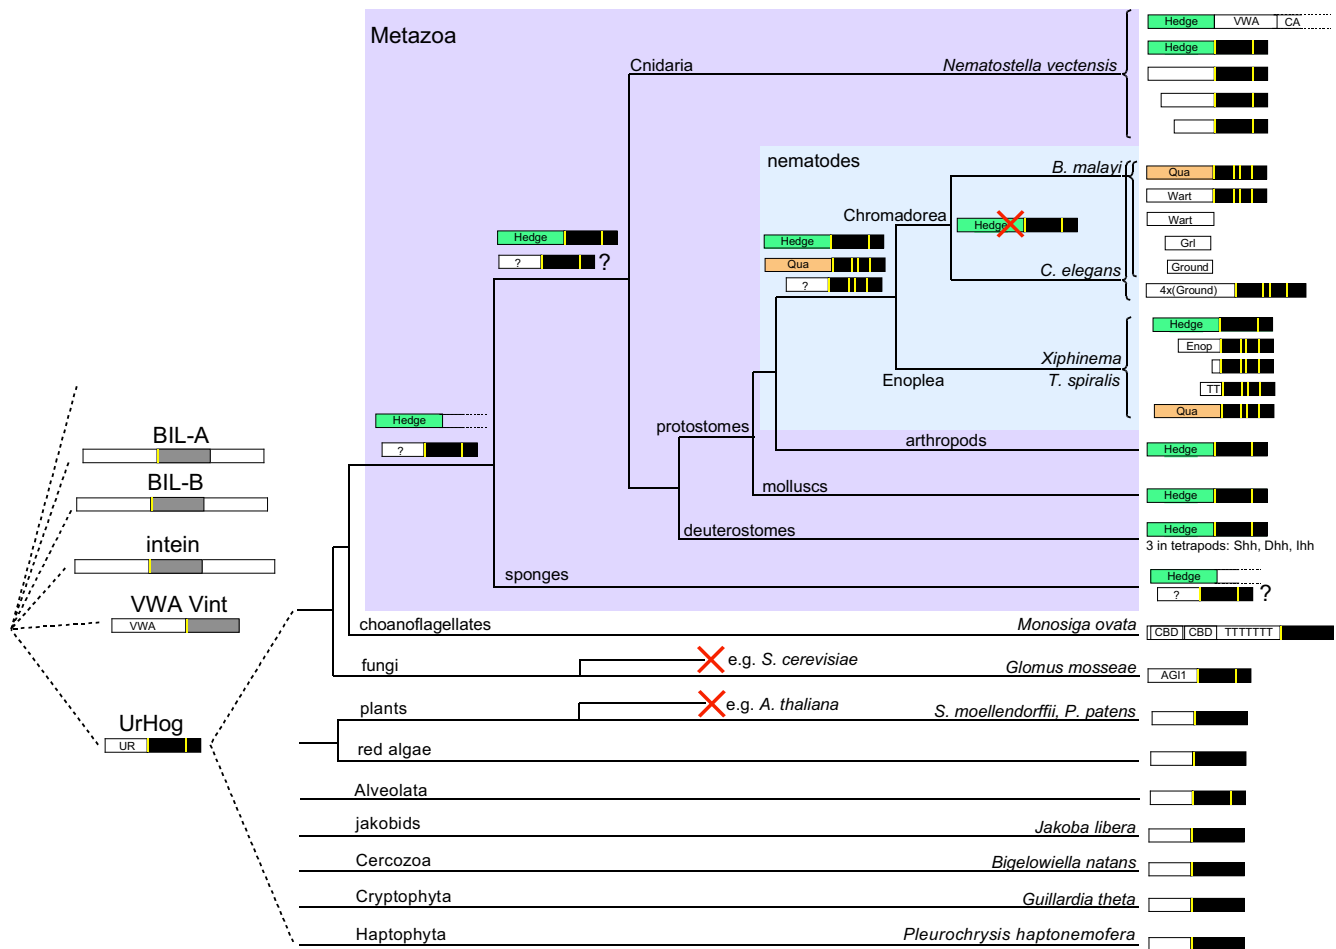 Metazoa
Cnidaria
Nematostella vectensis
Hedge VWA CA
Hedge
nematodes
B. malayi
Qua
Wart
Chromadorea
Hedge
Wart
Hedge
Grl
Hedge
? ?
Qua
C. elegans
Ground
?
4x(Ground)
Hedge
Xiphinema
Enop
Enoplea
T. spiralis
TT
Qua
Hedge
?
protostomes
arthropods
Hedge
molluscs
Hedge
deuterostomes
Hedge
3 in tetrapods: Shh, Dhh, Ihh
sponges
Hedge
? ?
BIL-A
BIL-B
intein
VWA Vint
VWA
UrHog
UR
choanoflagellates
Monosiga ovata
CBD CBD TTTTTTT
fungi
e.g. S. cerevisiae
Glomus mosseae
AGI1
plants
e.g. A. thaliana
S. moellendorffii, P. patens
red algae
Alveolata
jakobids
Jakoba libera
Cercozoa
Bigelowiella natans
Cryptophyta
Guillardia theta
Haptophyta
Pleurochrysis haptonemofera